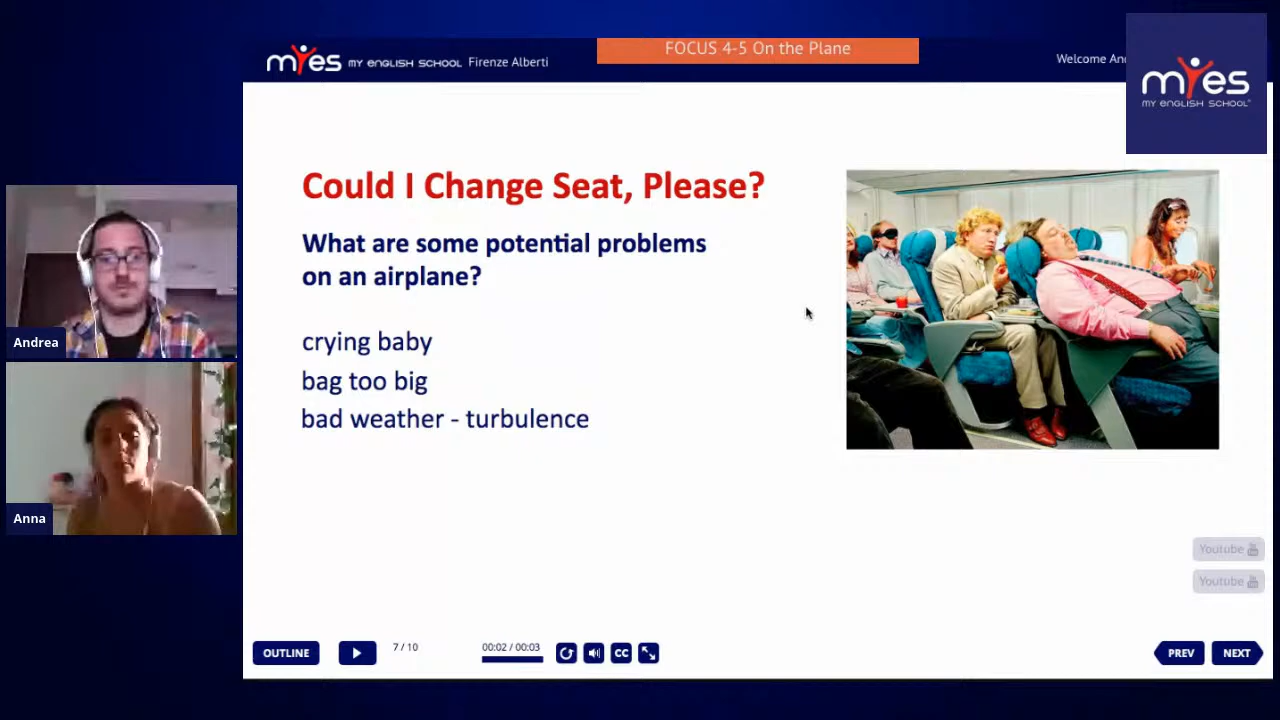 FOCUS 4-5 On the Plane
myes MY ENGLISH SCHOOL Firenze Alberti
Welcome
myes
MY ENGLISH SCHOOL
Could I Change Seat, Please?
What are some potential problems
on an airplane?
crying baby
bag too big
bad weather - turbulence
Andrea
Anna
Youtube
Youtube
OUTLINE
7 / 10
00:02 / 00:03
CC
PREV
NEXT